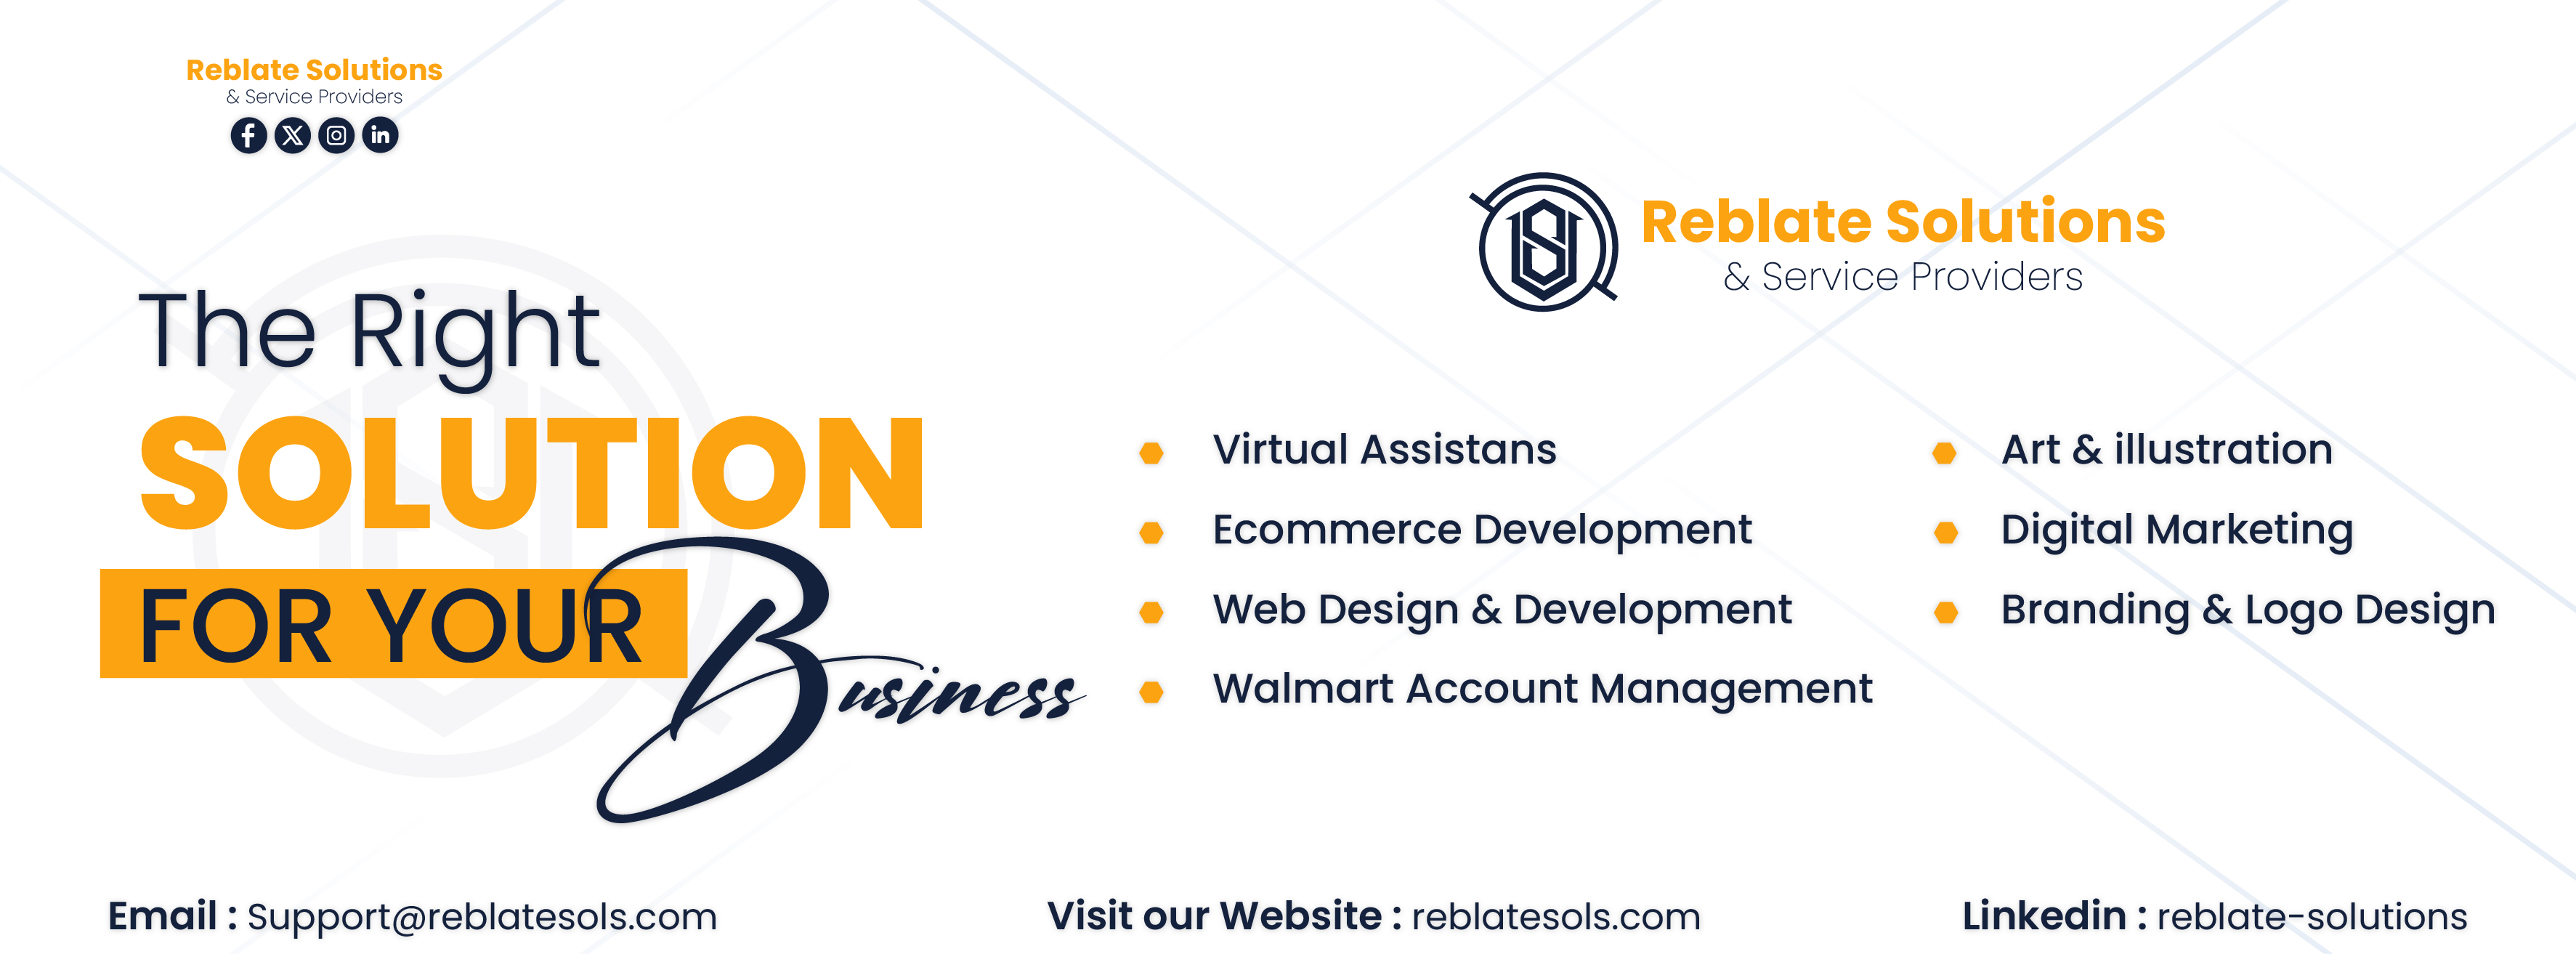 Reblate Solutions
& Service Providers
The Right
SOLUTION
FOR YOUR
Business
Reblate Solutions
& Service Providers
Virtual Assistans
Ecommerce Development
Web Design & Development
Walmart Account Management
Art & illustration
Digital Marketing
Branding & Logo Design
Email : Support@reblatesols.com
Visit our Website : reblatesols.com
Linkedin : reblate-solutions